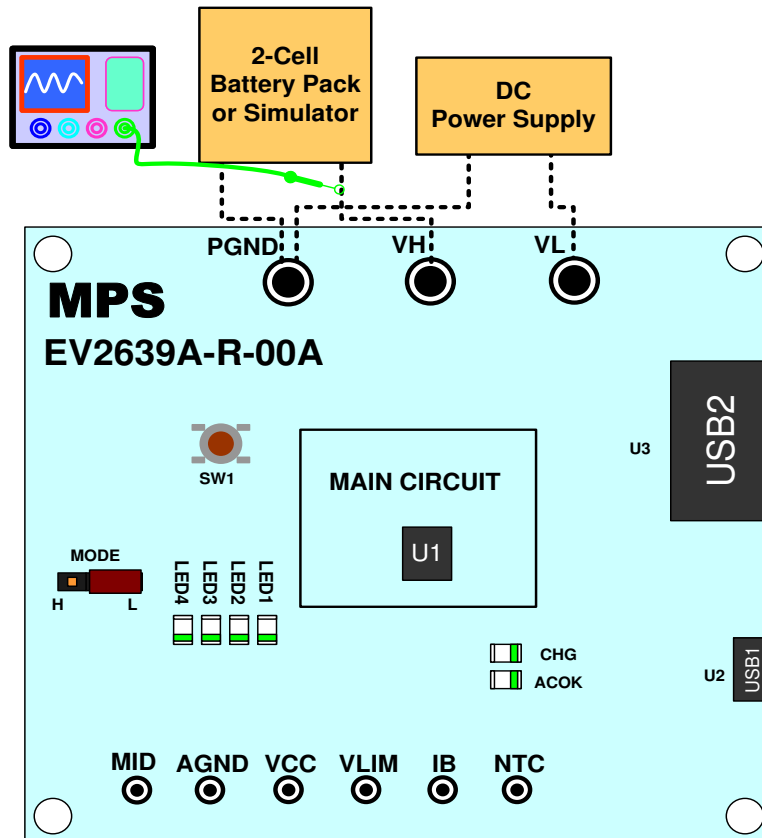 2-Cell
Battery Pack
or Simulator
DC
Power Supply
PGND
VH
VL
MPS
EV2639A-R-00A
SW1
MAIN CIRCUIT
U1
U3
USB2
MODE
H
L
LED4
LED3
LED2
LED1
CHG
ACOK
U2
USB1
MID
AGND
VCC
VLIM
IB
NTC